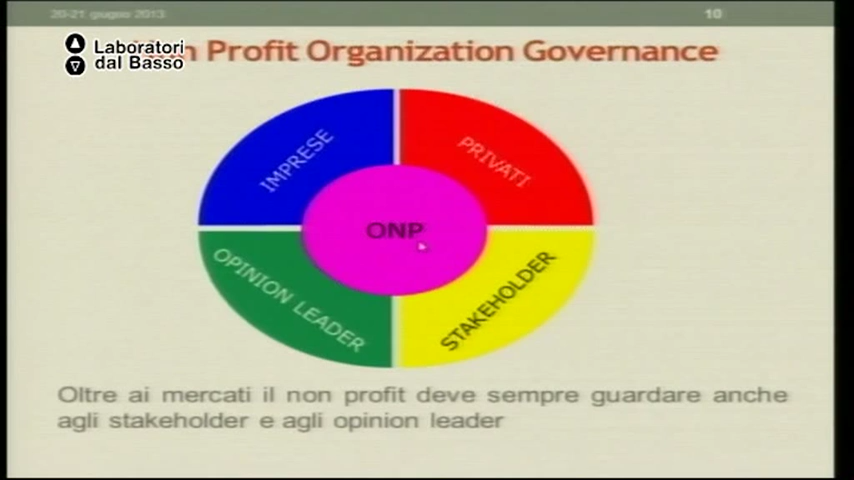 20-21 giugno 2013
10
Laboratori
dal Basso
Profit Organization Governance
IMPRESE
PRIVATI
ONP
OPINION LEADER
STAKEHOLDER
Oltre ai mercati il non profit deve sempre guardare anche
agli stakeholder e agli opinion leader